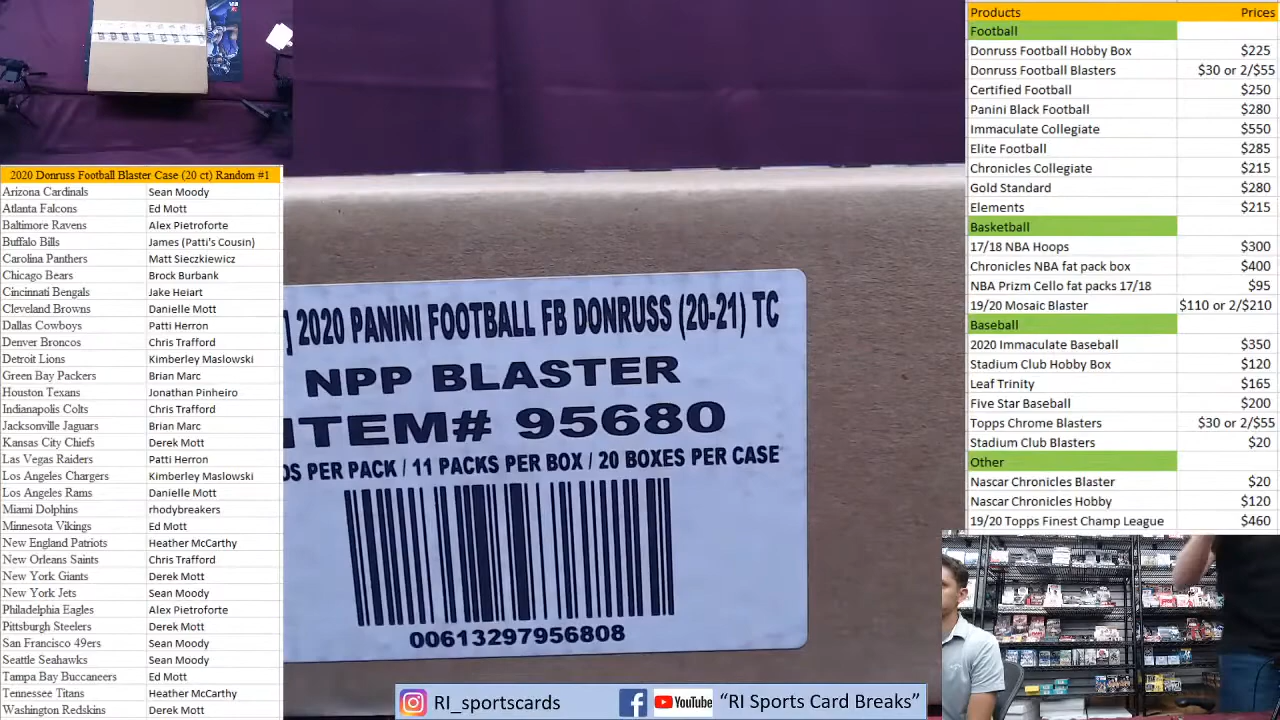 2020 Donruss Football Blaster Case (20 ct) Random #1
Arizona Cardinals Sean Moody
Atlanta Falcons Ed Mott
Baltimore Ravens Alex Pietroforte
Buffalo Bills James (Patti's Cousin)
Carolina Panthers Matt Sieczkiewicz
Chicago Bears Brock Burbank
Cincinnati Bengals Jake Heiart
Cleveland Browns Danielle Mott
Dallas Cowboys Patti Herron
Denver Broncos Chris Trafford
Detroit Lions Kimberley Maslowski
Green Bay Packers Brian Marc
Houston Texans Jonathan Pinheiro
Indianapolis Colts Chris Trafford
Jacksonville Jaguars Brian Marc
Kansas City Chiefs Derek Mott
Las Vegas Raiders Patti Herron
Los Angeles Chargers Kimberley Maslowski
Los Angeles Rams Danielle Mott
Miami Dolphins rhodybreakers
Minnesota Vikings Ed Mott
New England Patriots Heather McCarthy
New Orleans Saints Chris Trafford
New York Giants Derek Mott
New York Jets Sean Moody
Philadelphia Eagles Alex Pietroforte
Pittsburgh Steelers Derek Mott
San Francisco 49ers Sean Moody
Seattle Seahawks Sean Moody
Tampa Bay Buccaneers Ed Mott
Tennessee Titans Heather McCarthy
Washington Redskins Derek Mott
] 2020 PANINI FOOTBALL FB DONRUSS (20-21) TC
NPP BLASTER
ITEM# 95680
DS PER PACK / 11 PACKS PER BOX / 20 BOXES PER CASE
00613297956808
RI_sportscards YouTube “RI Sports Card Breaks”
Products Prices
Football
Donruss Football Hobby Box $225
Donruss Football Blasters $30 or 2/$55
Certified Football $250
Panini Black Football $280
Immaculate Collegiate $550
Elite Football $285
Chronicles Collegiate $215
Gold Standard $280
Elements $215
Basketball
17/18 NBA Hoops $300
Chronicles NBA fat pack box $400
NBA Prizm Cello fat packs 17/18 $95
19/20 Mosaic Blaster $110 or 2/$210
Baseball
2020 Immaculate Baseball $350
Stadium Club Hobby Box $120
Leaf Trinity $165
Five Star Baseball $200
Topps Chrome Blasters $30 or 2/$55
Stadium Club Blasters $20
Other
Nascar Chronicles Blaster $20
Nascar Chronicles Hobby $120
19/20 Topps Finest Champ League $460